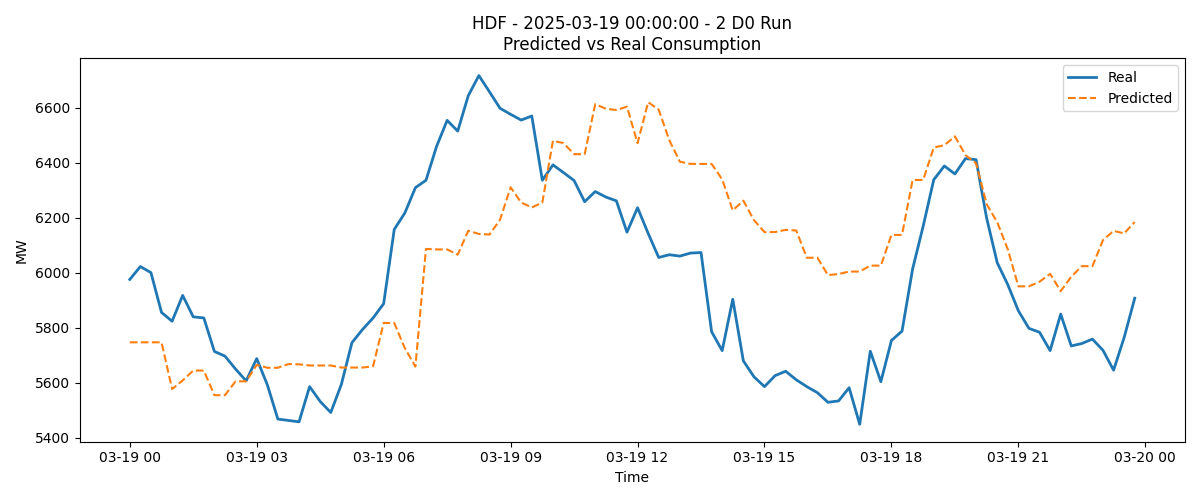 HDF - 2025-03-19 00:00:00 - 2 D0 Run
Predicted vs Real Consumption
Real
Predicted
MW
6600
6400
6200
6000
5800
5600
5400
03-19 00
03-19 03
03-19 06
03-19 09
03-19 12
03-19 15
03-19 18
03-19 21
03-20 00
Time